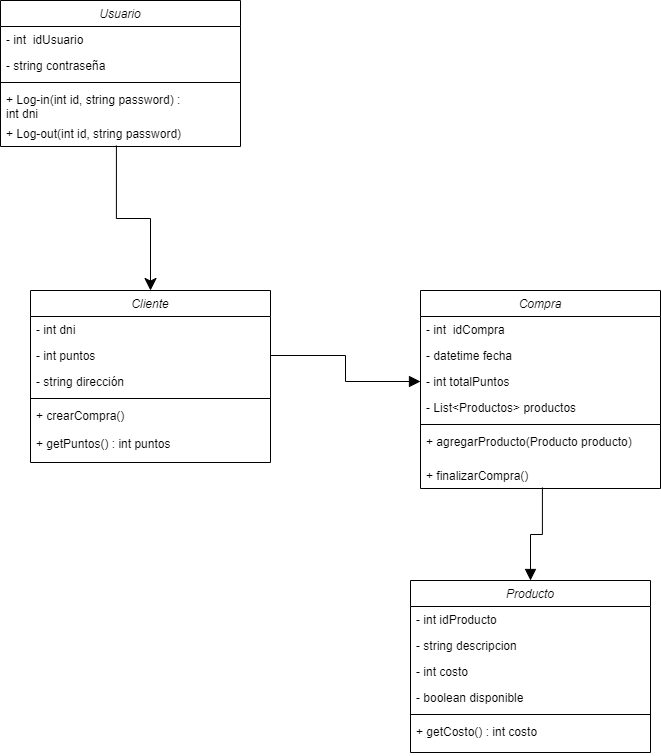 Usuario
- int  idUsuario
- string contraseña
+ Log-in(int id, string password) :
int dni
+ Log-out(int id, string password)
Cliente
- int dni
- int puntos
- string dirección
+ crearCompra()
+ getPuntos() : int puntos
Compra
- int  idCompra
- datetime fecha
- int totalPuntos
- List<Productos> productos
+ agregarProducto(Producto producto)
+ finalizarCompra()
Producto
- int idProducto
- string descripcion
- int costo
- boolean disponible
+ getCosto() : int costo